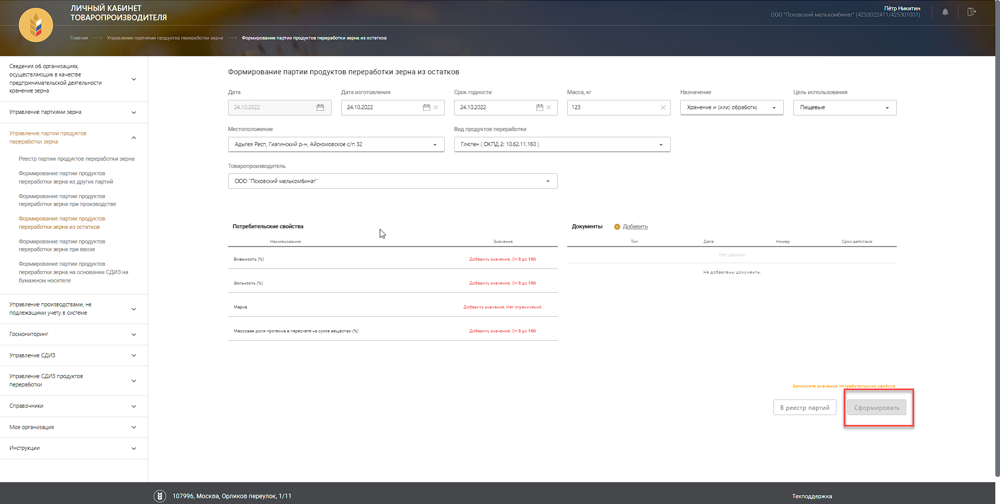 ЛИЧНЫЙ КАБИНЕТ
ТОВАРОПРОИЗВОДИТЕЛЯ
Пётр Никитин
ООО "Псковский мелькомбинат" (4253022411/425301001)
Главная
Управление партиями продуктов переработки зерна
Формирование партии продуктов переработки зерна из остатков
Сведения об организациях,
осуществляющих в качестве
предпринимательской деятельности
хранение зерна
Управление партиями зерна
Управление партии продуктов
переработки зерна
Реестр партии продуктов переработки зерна
Формирование партии продуктов
переработки зерна из других партий
Формирование партии продуктов
переработки зерна при производстве
Формирование партии продуктов
переработки зерна из остатков
Формирование партии продуктов
переработки зерна при ввозе
Формирование партии продуктов
переработки зерна на основании СДИЗ на
бумажном носителе
Управление производствами, не
подлежащими учету в системе
Госмониторинг
Управление СДИЗ
Управление СДИЗ продуктов
переработки
Справочники
Моя организация
Инструкции
Формирование партии продуктов переработки зерна из остатков
Дата
Дата изготовления
Срок годности
Масса, кг
Назначение
Цель использования
24.10.2022
24.10.2022
24.10.2022
123
Хранение и (или) обработка
Пищевые
Местоположение
Вид продуктов переработки
Адыгея Респ, Гиагинский р-н, Айрюмовское с/п 32
Глютен ( ОКПД 2: 10.62.11.160 )
Товаропроизводитель
ООО "Псковский мелькомбинат"
Потребительские свойства
Наименование
Значение
Влажность (%)
Добавить значение. От 0 до 100.
Зольность (%)
Добавить значение. От 0 до 100.
Марка
Добавить значение. Нет ограничений.
Массовая доля протеина в пересчете на сухое вещество (%)
Добавить значение. От 0 до 100.
Документы
Добавить
Тип
Дата
Номер
Срок действия
Нет данных
Не добавлены документы
Заполните значения потребительских свойств
В реестр партий
Сформировать
107996, Москва, Орликов переулок, 1/11
Техподдержка